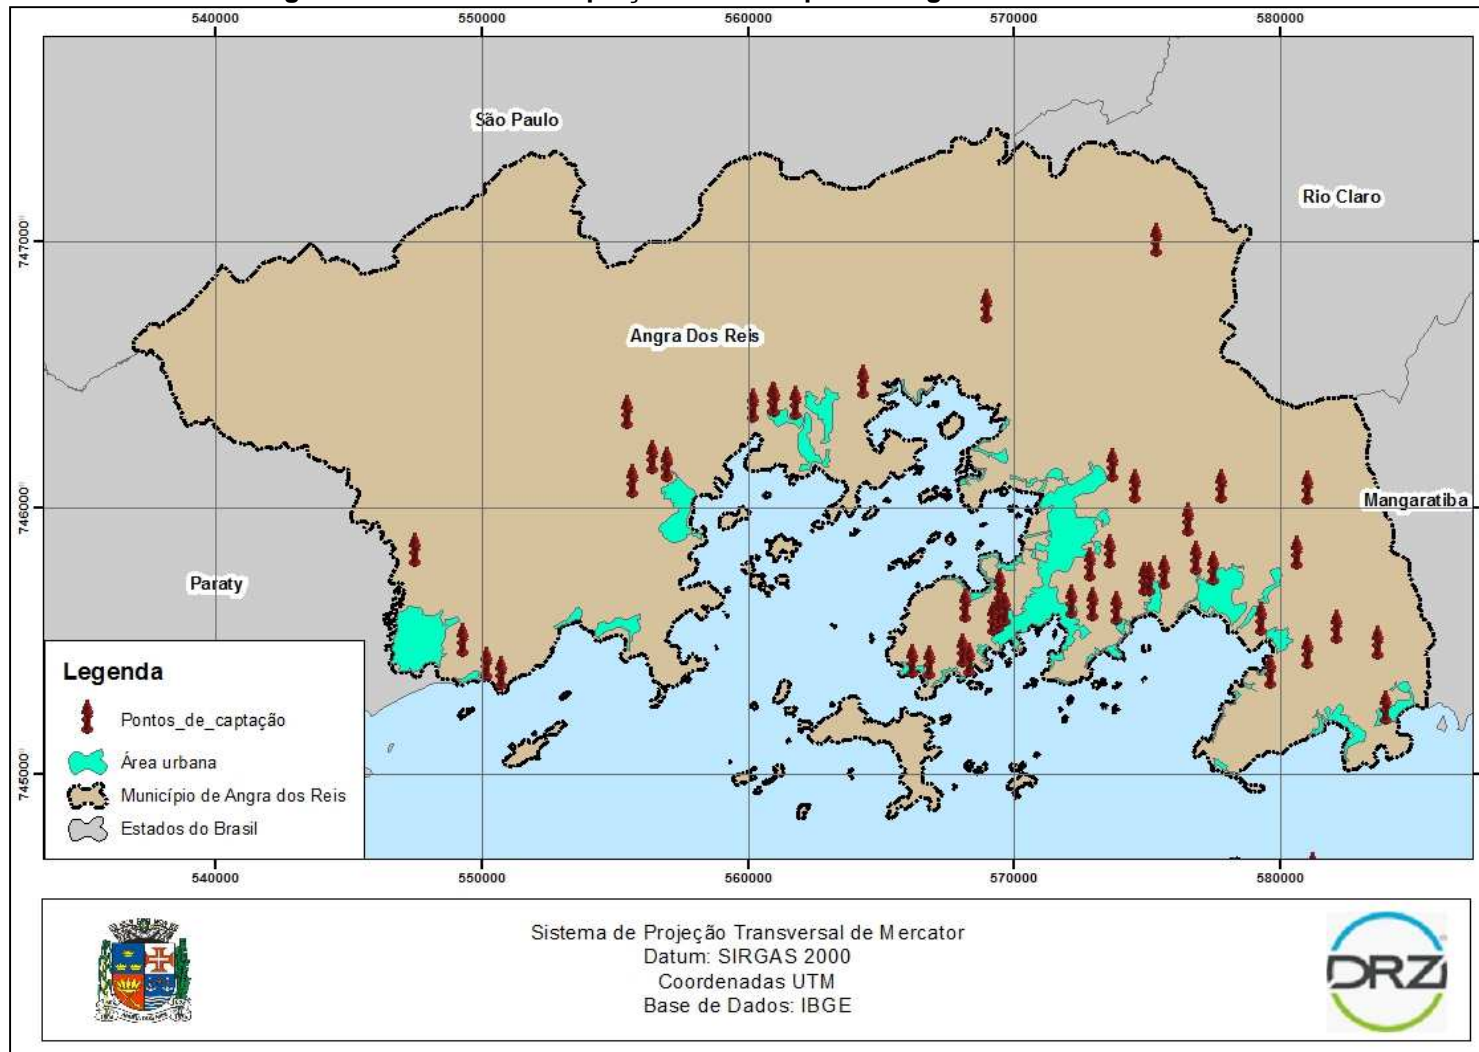 540000
550000
560000
570000
580000
São Paulo
Rio Claro
7470000
Angra Dos Reis
7460000
Mangaratiba
Paraty
Legenda
Pontos_de_captação
Área urbana
Município de Angra dos Reis
Estados do Brasil
7450000
540000
550000
560000
570000
580000
Sistema de Projeção Transversal de Mercator
Datum: SIRGAS 2000
Coordenadas UTM
Base de Dados: IBGE
DRZ